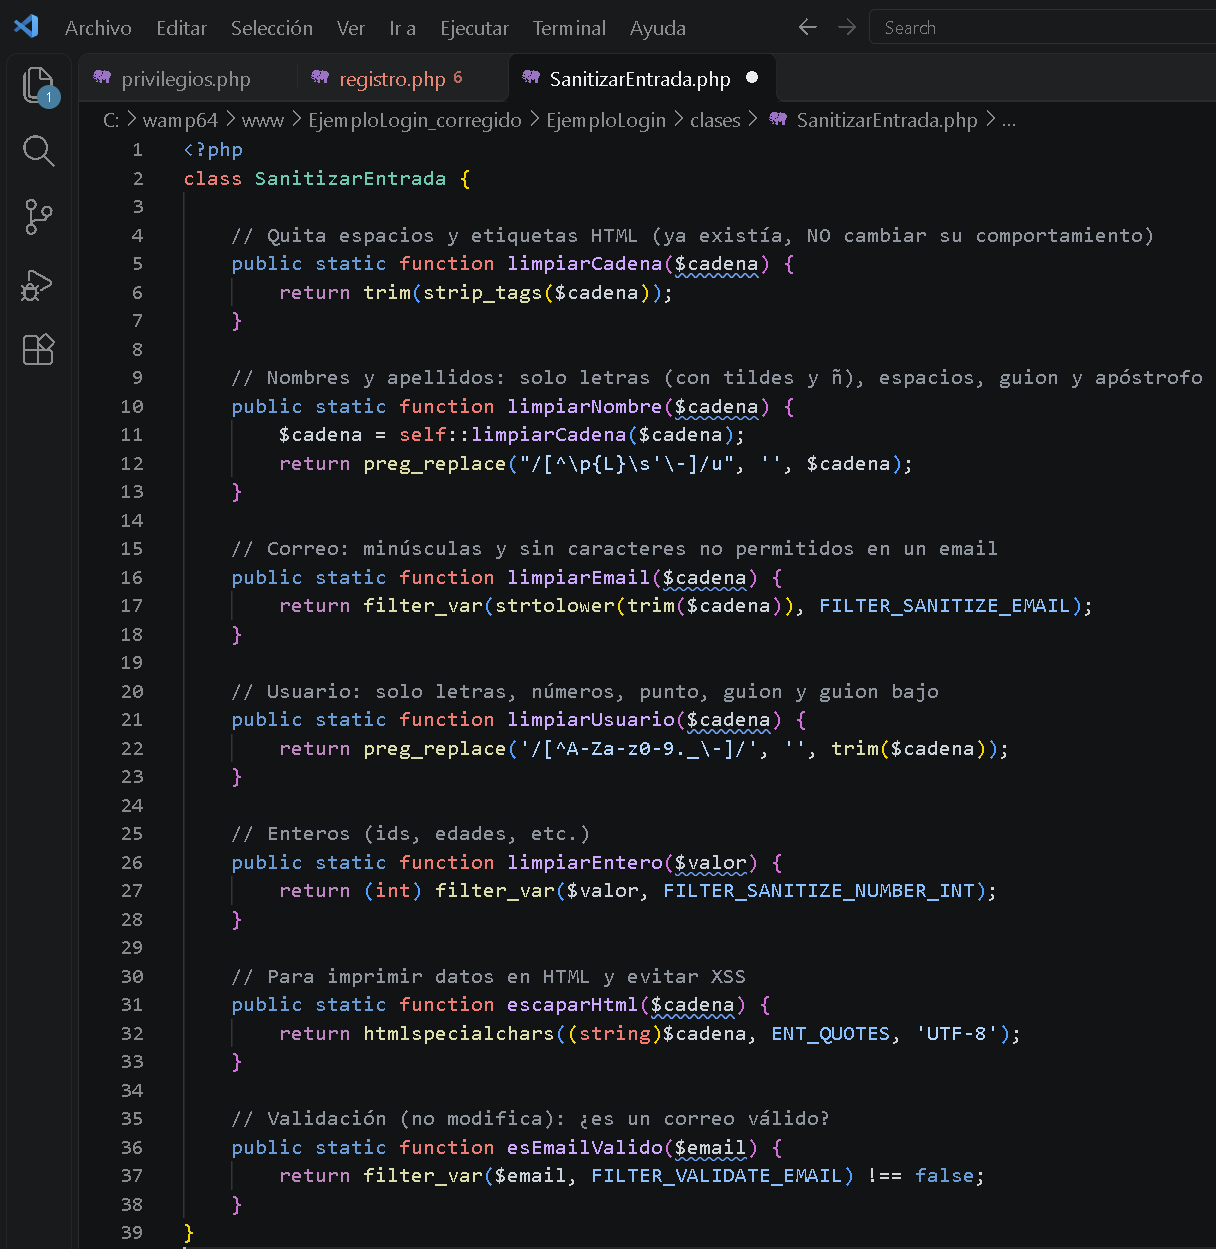 Archivo Editar Selección Ver Ir a Ejecutar Terminal Ayuda Search
privilegios.php registro.php 6 SanitizarEntrada.php
1
C: > wamp64 > www > EjemploLogin_corregido > EjemploLogin > clases > SanitizarEntrada.php > ...
1 <?php
2 class SanitizarEntrada {
3
4     // Quita espacios y etiquetas HTML (ya existía, NO cambiar su comportamiento)
5     public static function limpiarCadena($cadena) {
6         return trim(strip_tags($cadena));
7     }
8
9     // Nombres y apellidos: solo letras (con tildes y ñ), espacios, guion y apóstrofo
10     public static function limpiarNombre($cadena) {
11         $cadena = self::limpiarCadena($cadena);
12         return preg_replace("/[^\p{L}\s'\-]/u", '', $cadena);
13     }
14
15     // Correo: minúsculas y sin caracteres no permitidos en un email
16     public static function limpiarEmail($cadena) {
17         return filter_var(strtolower(trim($cadena)), FILTER_SANITIZE_EMAIL);
18     }
19
20     // Usuario: solo letras, números, punto, guion y guion bajo
21     public static function limpiarUsuario($cadena) {
22         return preg_replace('/[^A-Za-z0-9._\-]/', '', trim($cadena));
23     }
24
25     // Enteros (ids, edades, etc.)
26     public static function limpiarEntero($valor) {
27         return (int) filter_var($valor, FILTER_SANITIZE_NUMBER_INT);
28     }
29
30     // Para imprimir datos en HTML y evitar XSS
31     public static function escaparHtml($cadena) {
32         return htmlspecialchars((string)$cadena, ENT_QUOTES, 'UTF-8');
33     }
34
35     // Validación (no modifica): ¿es un correo válido?
36     public static function esEmailValido($email) {
37         return filter_var($email, FILTER_VALIDATE_EMAIL) !== false;
38     }
39 }